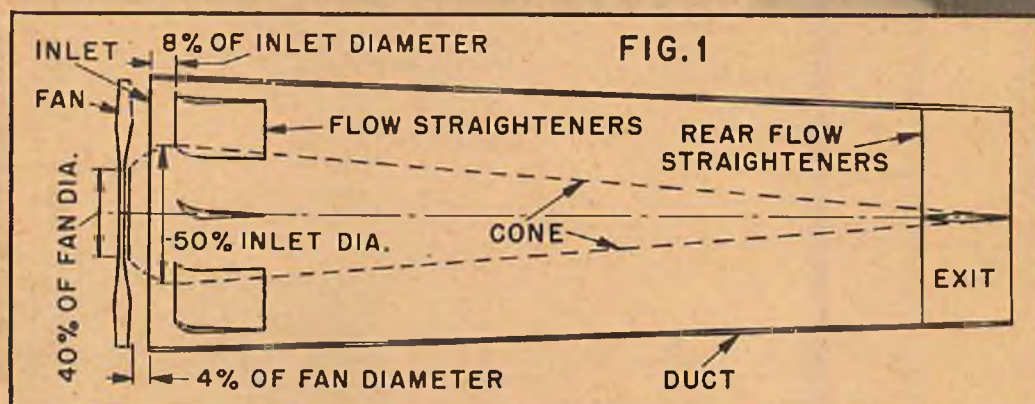 8% OF INLET DIAMETER
FIG. 1
INLET
FAN
FLOW STRAIGHTENERS
REAR FLOW
STRAIGHTENERS
40% OF FAN DIA.
50% INLET DIA.
CONE
EXIT
4% OF FAN DIAMETER
DUCT